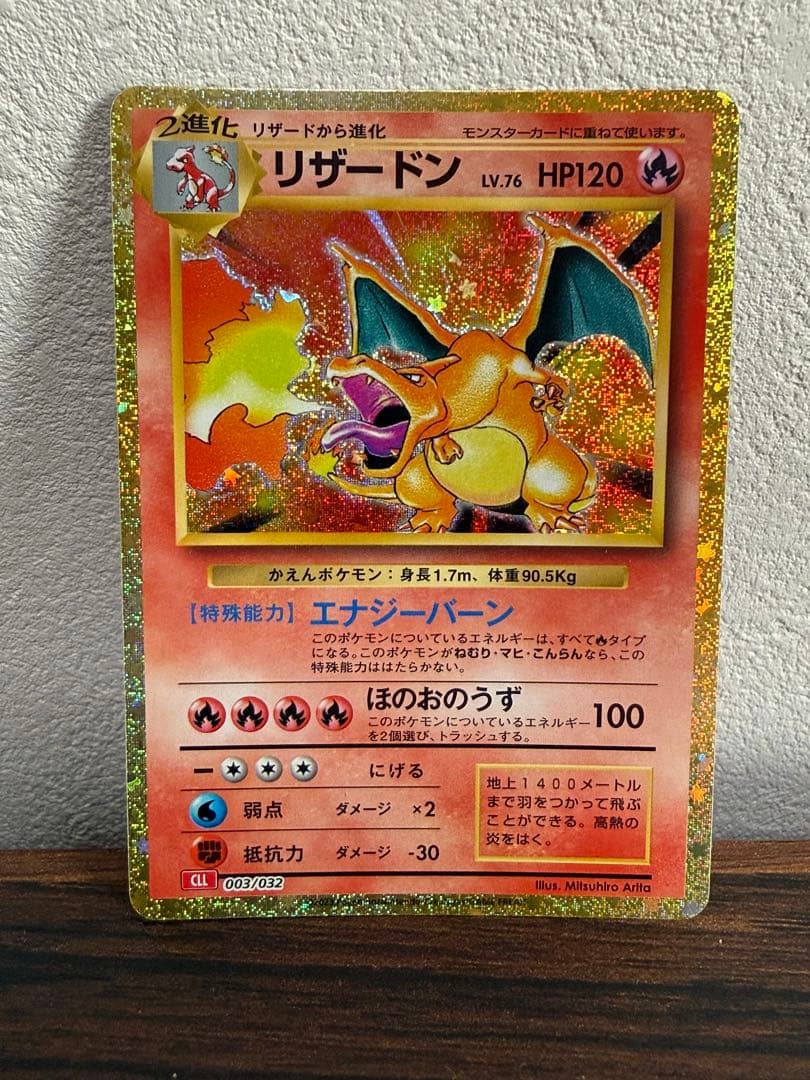 2進化 リザードから進化 モンスターカードに重ねて使います。
リザードン LV.76 HP120
かえんポケモン：身長1.7m、体重90.5Kg
【特殊能力】エナジーバーン
このポケモンについているエネルギーは、すべてタイプ
になる。このポケモンがねむり・マヒ・こんらんなら、この
特殊能力ははたらかない。
ほのおのうず 100
このポケモンについているエネルギー
を2個選び、トラッシュする。
ー にげる
弱点 ダメージ ×2
抵抗力 ダメージ -30
地上1400メートル
まで羽をつかって飛ぶ
ことができる。高熱の
炎をはく。
CLL 003/032
Illus. Mitsuhiro Arita